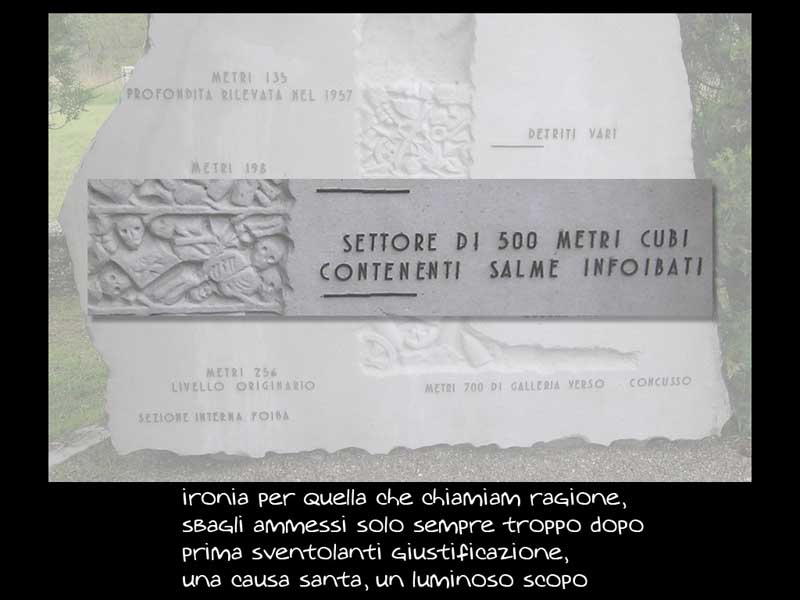 METRI 135
PROFONDITA RILEVATA NEL 1957
DETRITI VARI
METRI 198
SETTORE DI 500 METRI CUBI
CONTENENTI SALME INFOIBATI
METRI 256
LIVELLO ORIGINARIO
METRI 700 DI GALLERIA VERSO CONCUSSO
SEZIONE INTERNA FOIBA
ironia per quella che chiamiam ragione,
sbagli ammessi solo sempre troppo dopo
prima sventolanti giustificazione,
una causa santa, un luminoso scopo